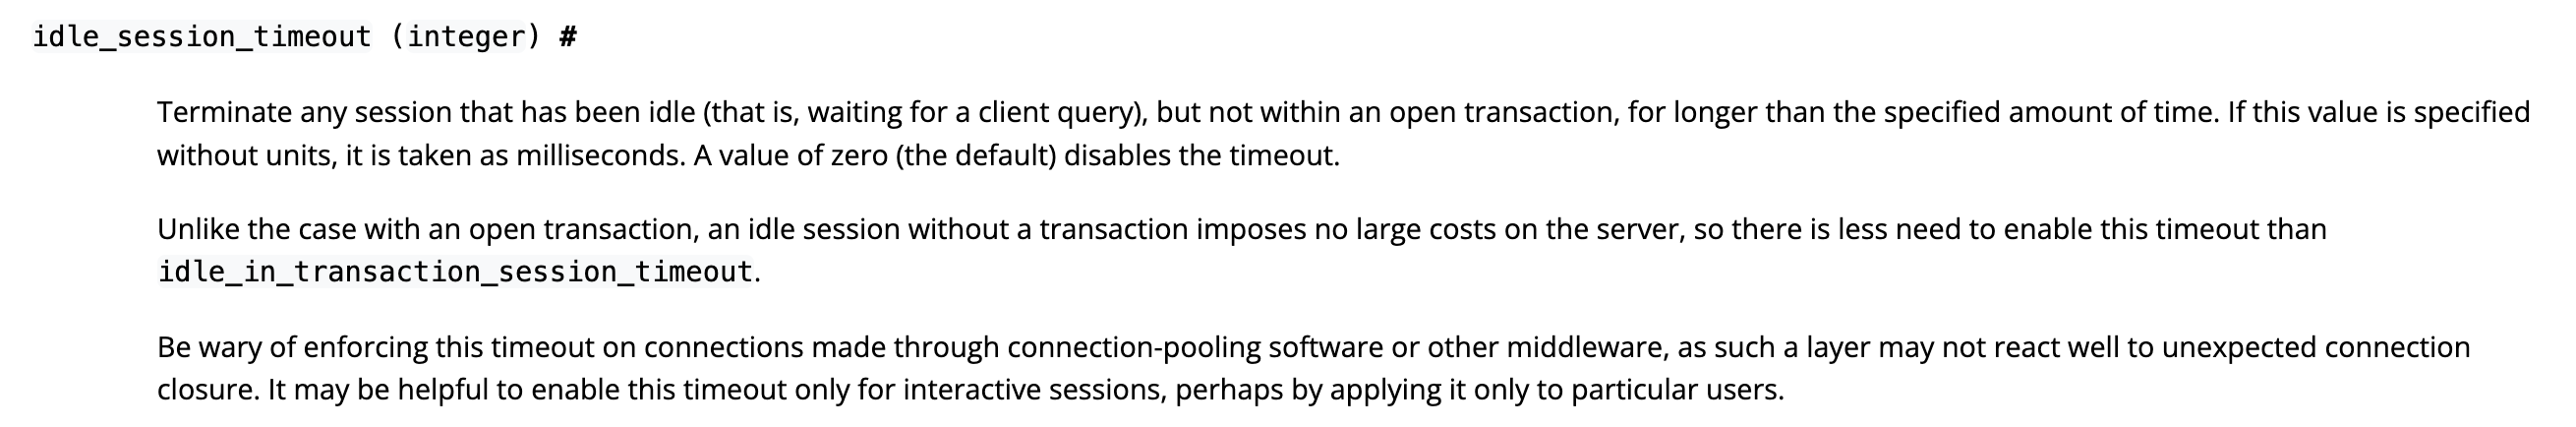 idle_session_timeout (integer) #
Terminate any session that has been idle (that is, waiting for a client query), but not within an open transaction, for longer than the specified amount of time. If this value is specified
without units, it is taken as milliseconds. A value of zero (the default) disables the timeout.
Unlike the case with an open transaction, an idle session without a transaction imposes no large costs on the server, so there is less need to enable this timeout than
idle_in_transaction_session_timeout.
Be wary of enforcing this timeout on connections made through connection-pooling software or other middleware, as such a layer may not react well to unexpected connection
closure. It may be helpful to enable this timeout only for interactive sessions, perhaps by applying it only to particular users.